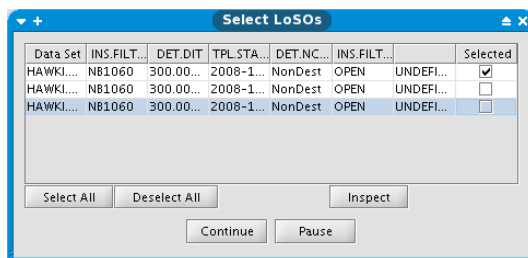 Select LoSOs
Data Set INS.FILT... DET.DIT TPL.STA... DET.NC... INS.FILT... Selected
HAWKI.... NB1060 300.00... 2008-1... NonDest OPEN UNDEFI...
HAWKI.... NB1060 300.00... 2008-1... NonDest OPEN UNDEFI...
HAWKI.... NB1060 300.00... 2008-1... NonDest OPEN UNDEFI...
Select All Deselect All Inspect
Continue Pause